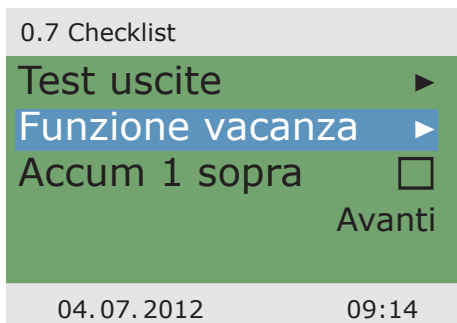 0.7 Checklist
Test uscite ►
Funzione vacanza ►
Accum 1 sopra ☐
Avanti
04.07.2012 09:14